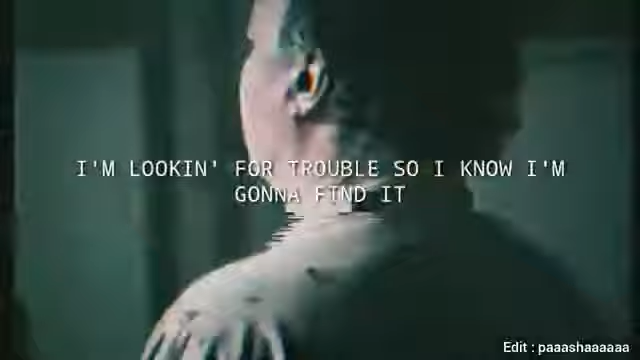 I'M LOOKIN' FOR TROUBLE SO I KNOW I'M
GONNA FIND IT
Edit : paaashaaaaaa